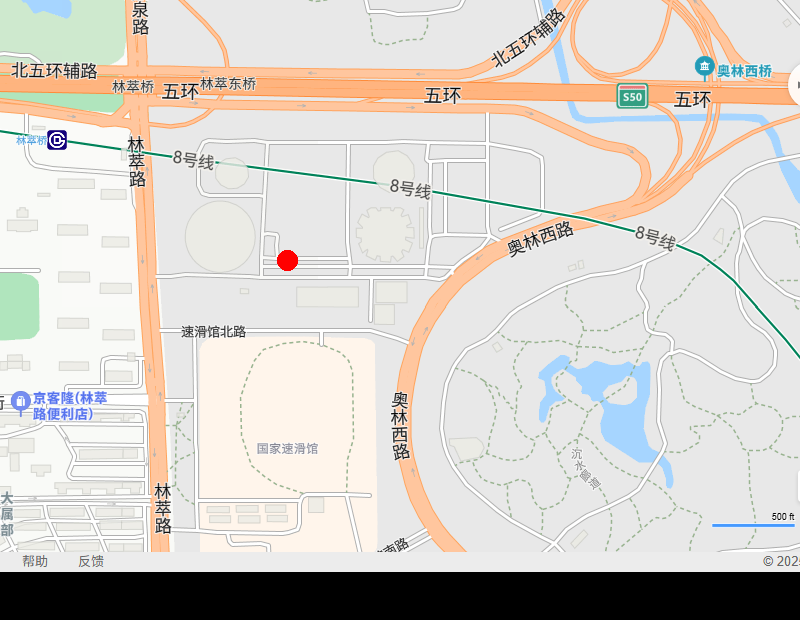 泉路
北五环辅路
奥林西桥
北五环辅路
林萃桥
林萃东桥
五环
五环
S50
五环
林萃桥
林萃路
8号线
8号线
奥林西路
8号线
速滑馆北路
奥林西路
京客隆(林萃
路便利店)
国家速滑馆
沉水廊道
大属部
林萃路
500 ft
南路
帮助
反馈